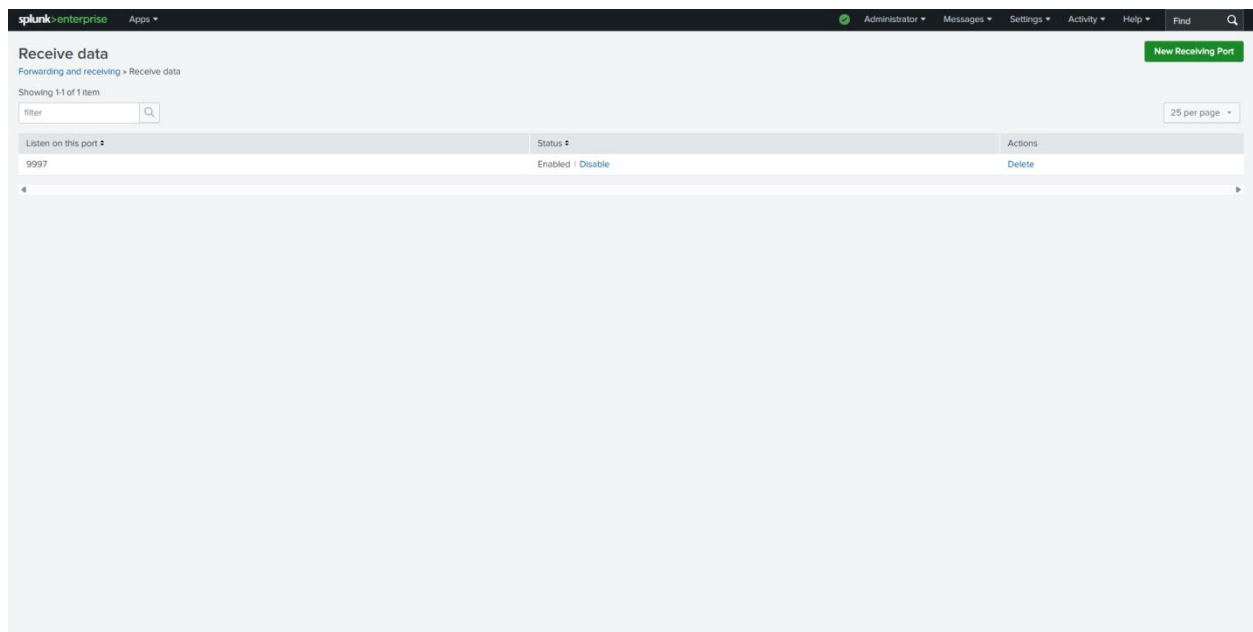 splunk>enterprise Apps Administrator Messages Settings Activity Help Find
Receive data
New Receiving Port
Forwarding and receiving » Receive data
Showing 1-1 of 1 item
filter
25 per page
Listen on this port Status Actions
9997 Enabled | Disable Delete